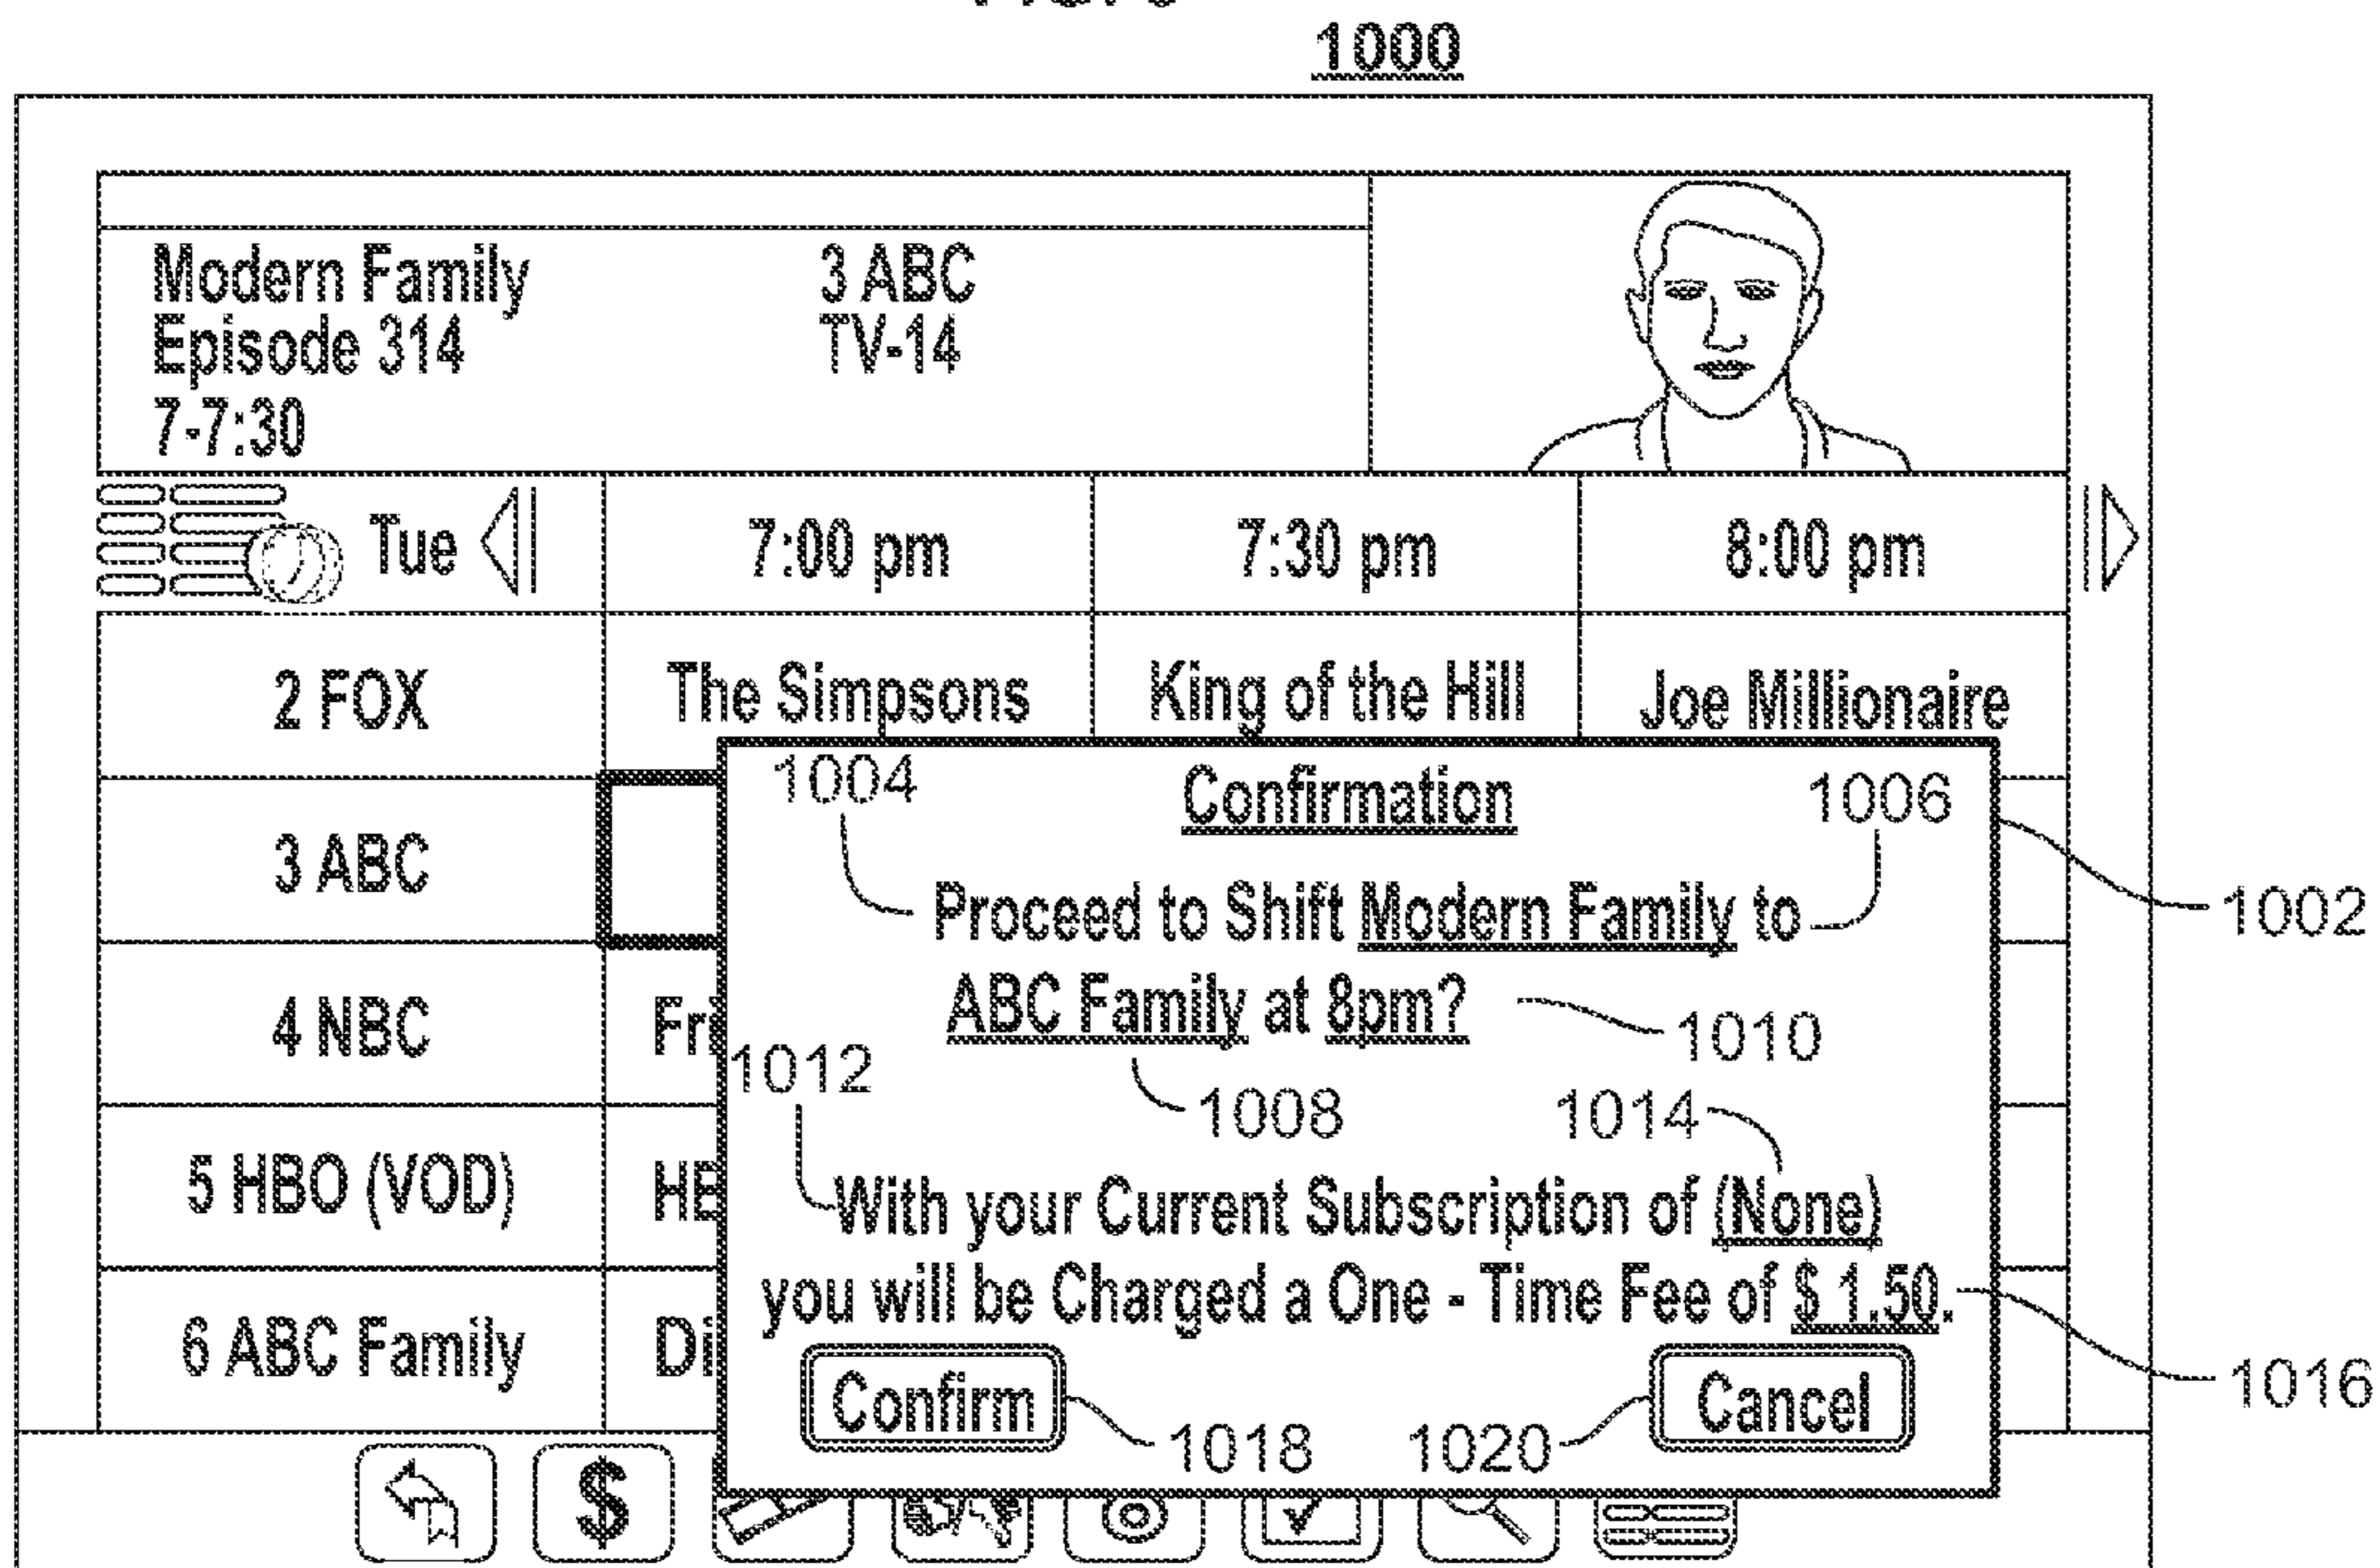 1000
Modern Family 3 ABC
Episode 314 TV-14
7-7:30
Tue 7:00 pm 7:30 pm 8:00 pm
2 FOX The Simpsons King of the Hill Joe Millionaire
1004 Confirmation 1006
3 ABC
Proceed to Shift Modern Family to 1002
ABC Family at 8pm?
4 NBC Fri 1010
1012
1008 1014
5 HBO (VOD) HB With your Current Subscription of (None)
you will be Charged a One - Time Fee of $ 1.50.
6 ABC Family Di
Confirm Cancel 1016
1018 1020
$